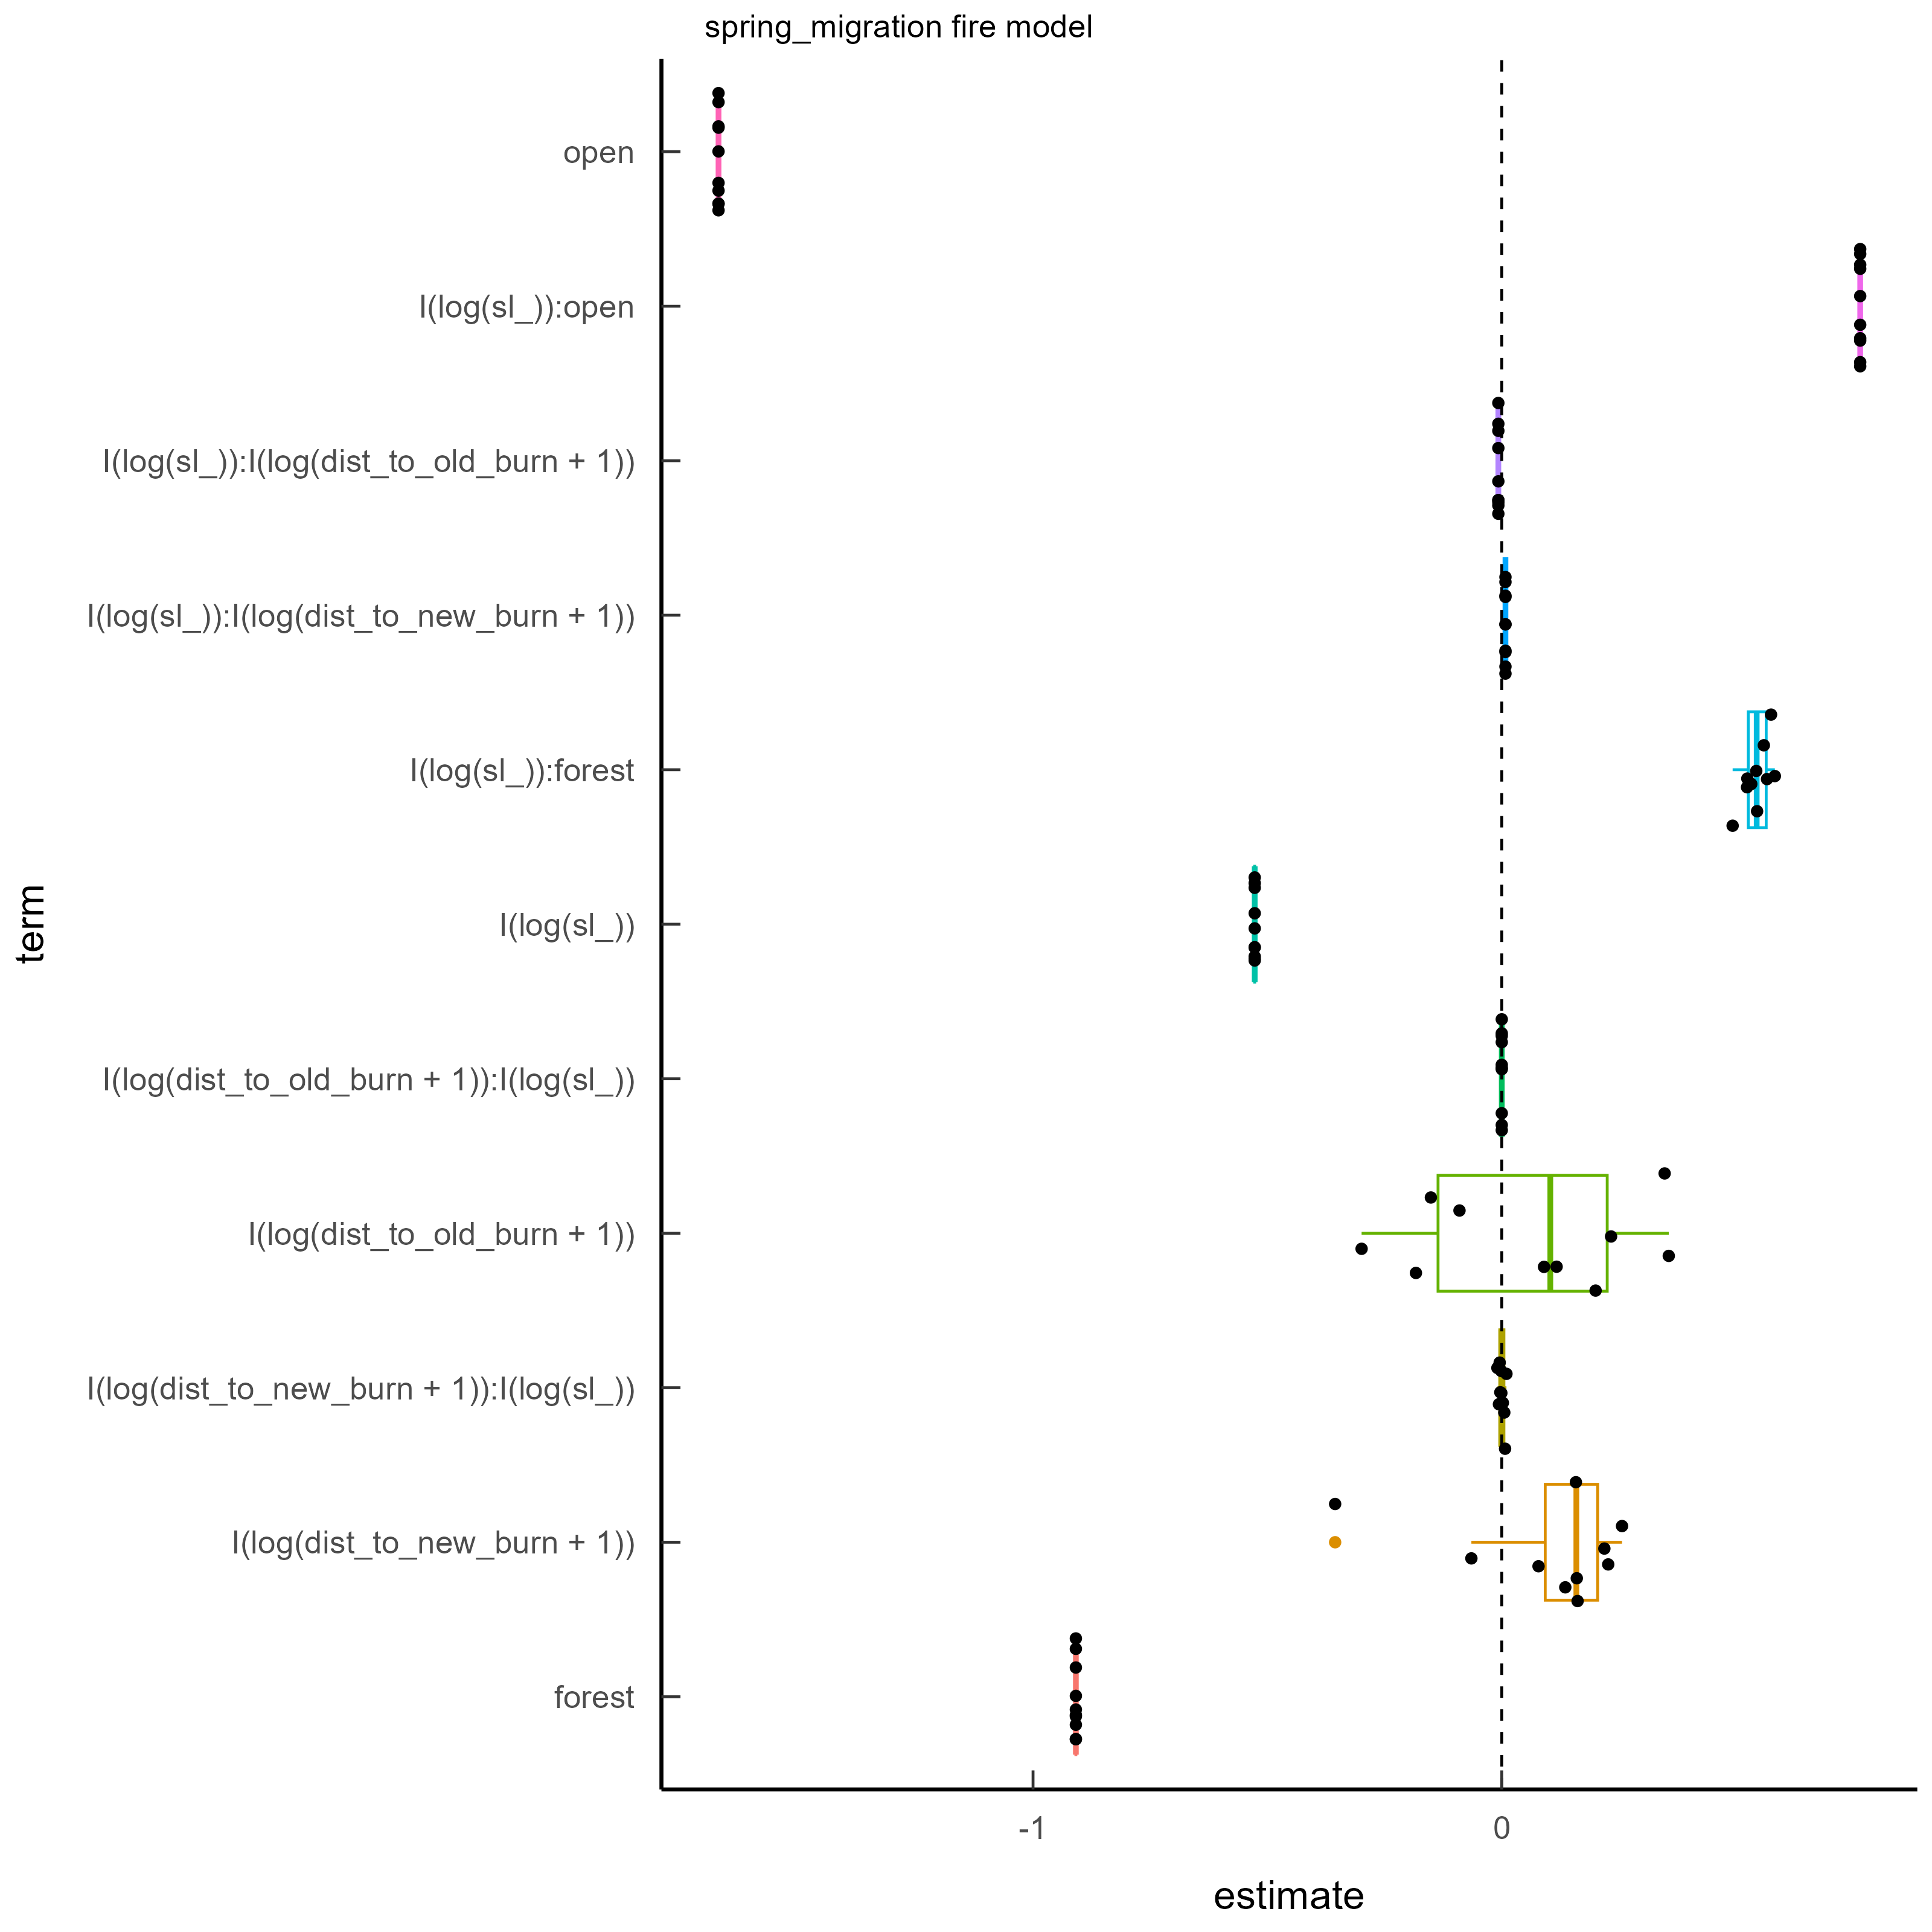 spring_migration fire model
open
I(log(sl_)):open
I(log(sl_)):I(log(dist_to_old_burn + 1))
I(log(sl_)):I(log(dist_to_new_burn + 1))
I(log(sl_)):forest
I(log(sl_))
I(log(dist_to_old_burn + 1)):I(log(sl_))
I(log(dist_to_old_burn + 1))
I(log(dist_to_new_burn + 1)):I(log(sl_))
I(log(dist_to_new_burn + 1))
forest
term
-1
0
estimate